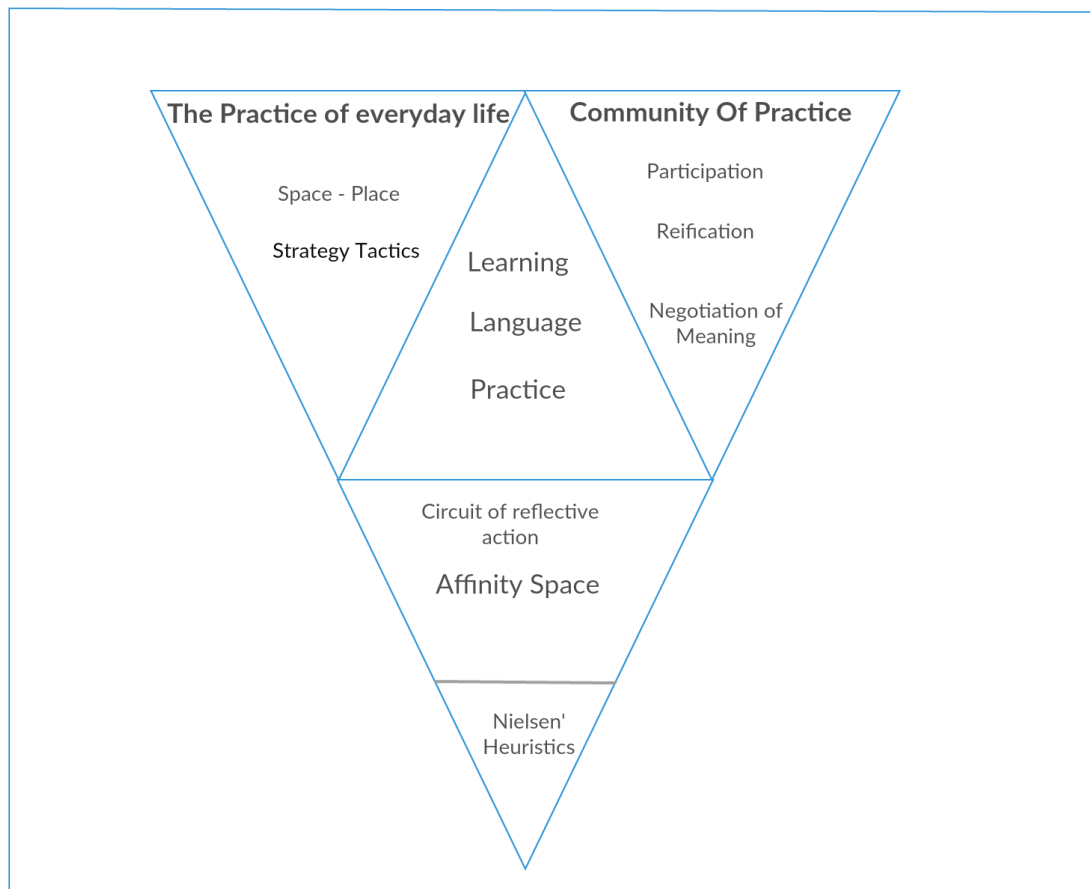 The Practice of everyday life
Space - Place
Strategy Tactics
Community Of Practice
Participation
Reification
Negotiation of
Meaning
Learning
Language
Practice
Circuit of reflective
action
Affinity Space
Nielsen'
Heuristics